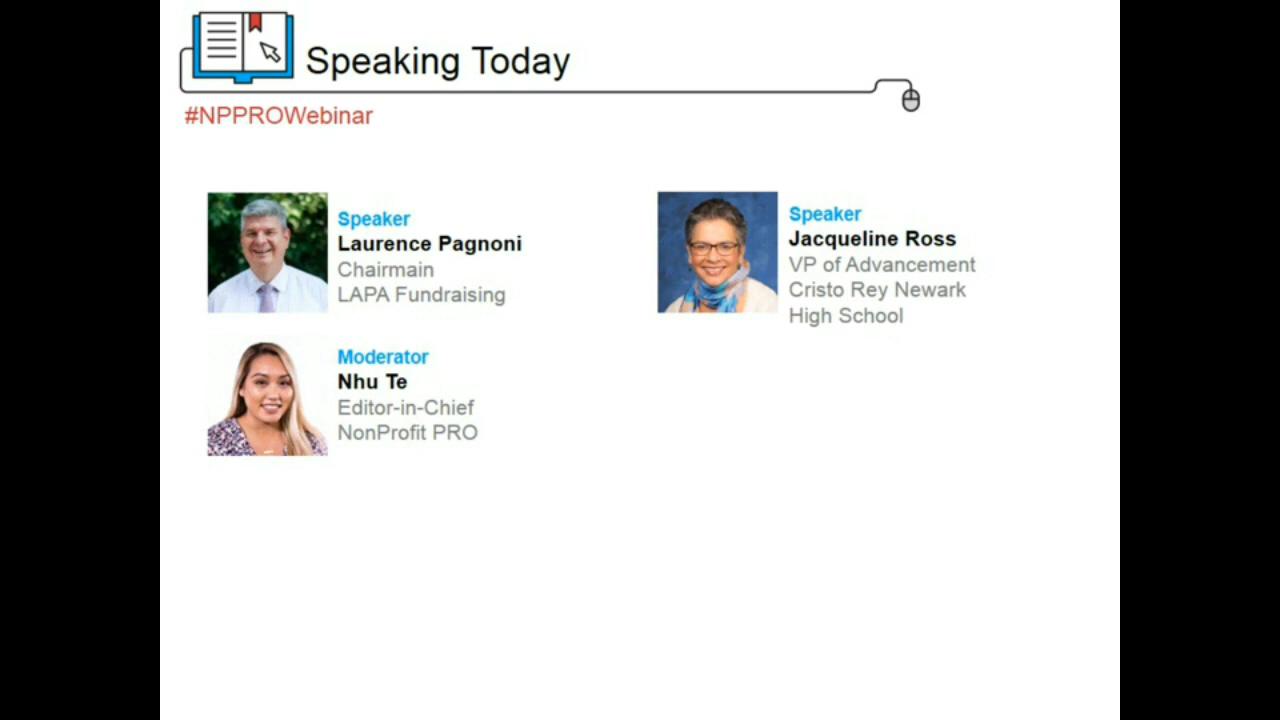 Speaking Today
#NPPROWebinar
Speaker
Laurence Pagnoni
Chairmain
LAPA Fundraising
Speaker
Jacqueline Ross
VP of Advancement
Cristo Rey Newark
High School
Moderator
Nhu Te
Editor-in-Chief
NonProfit PRO